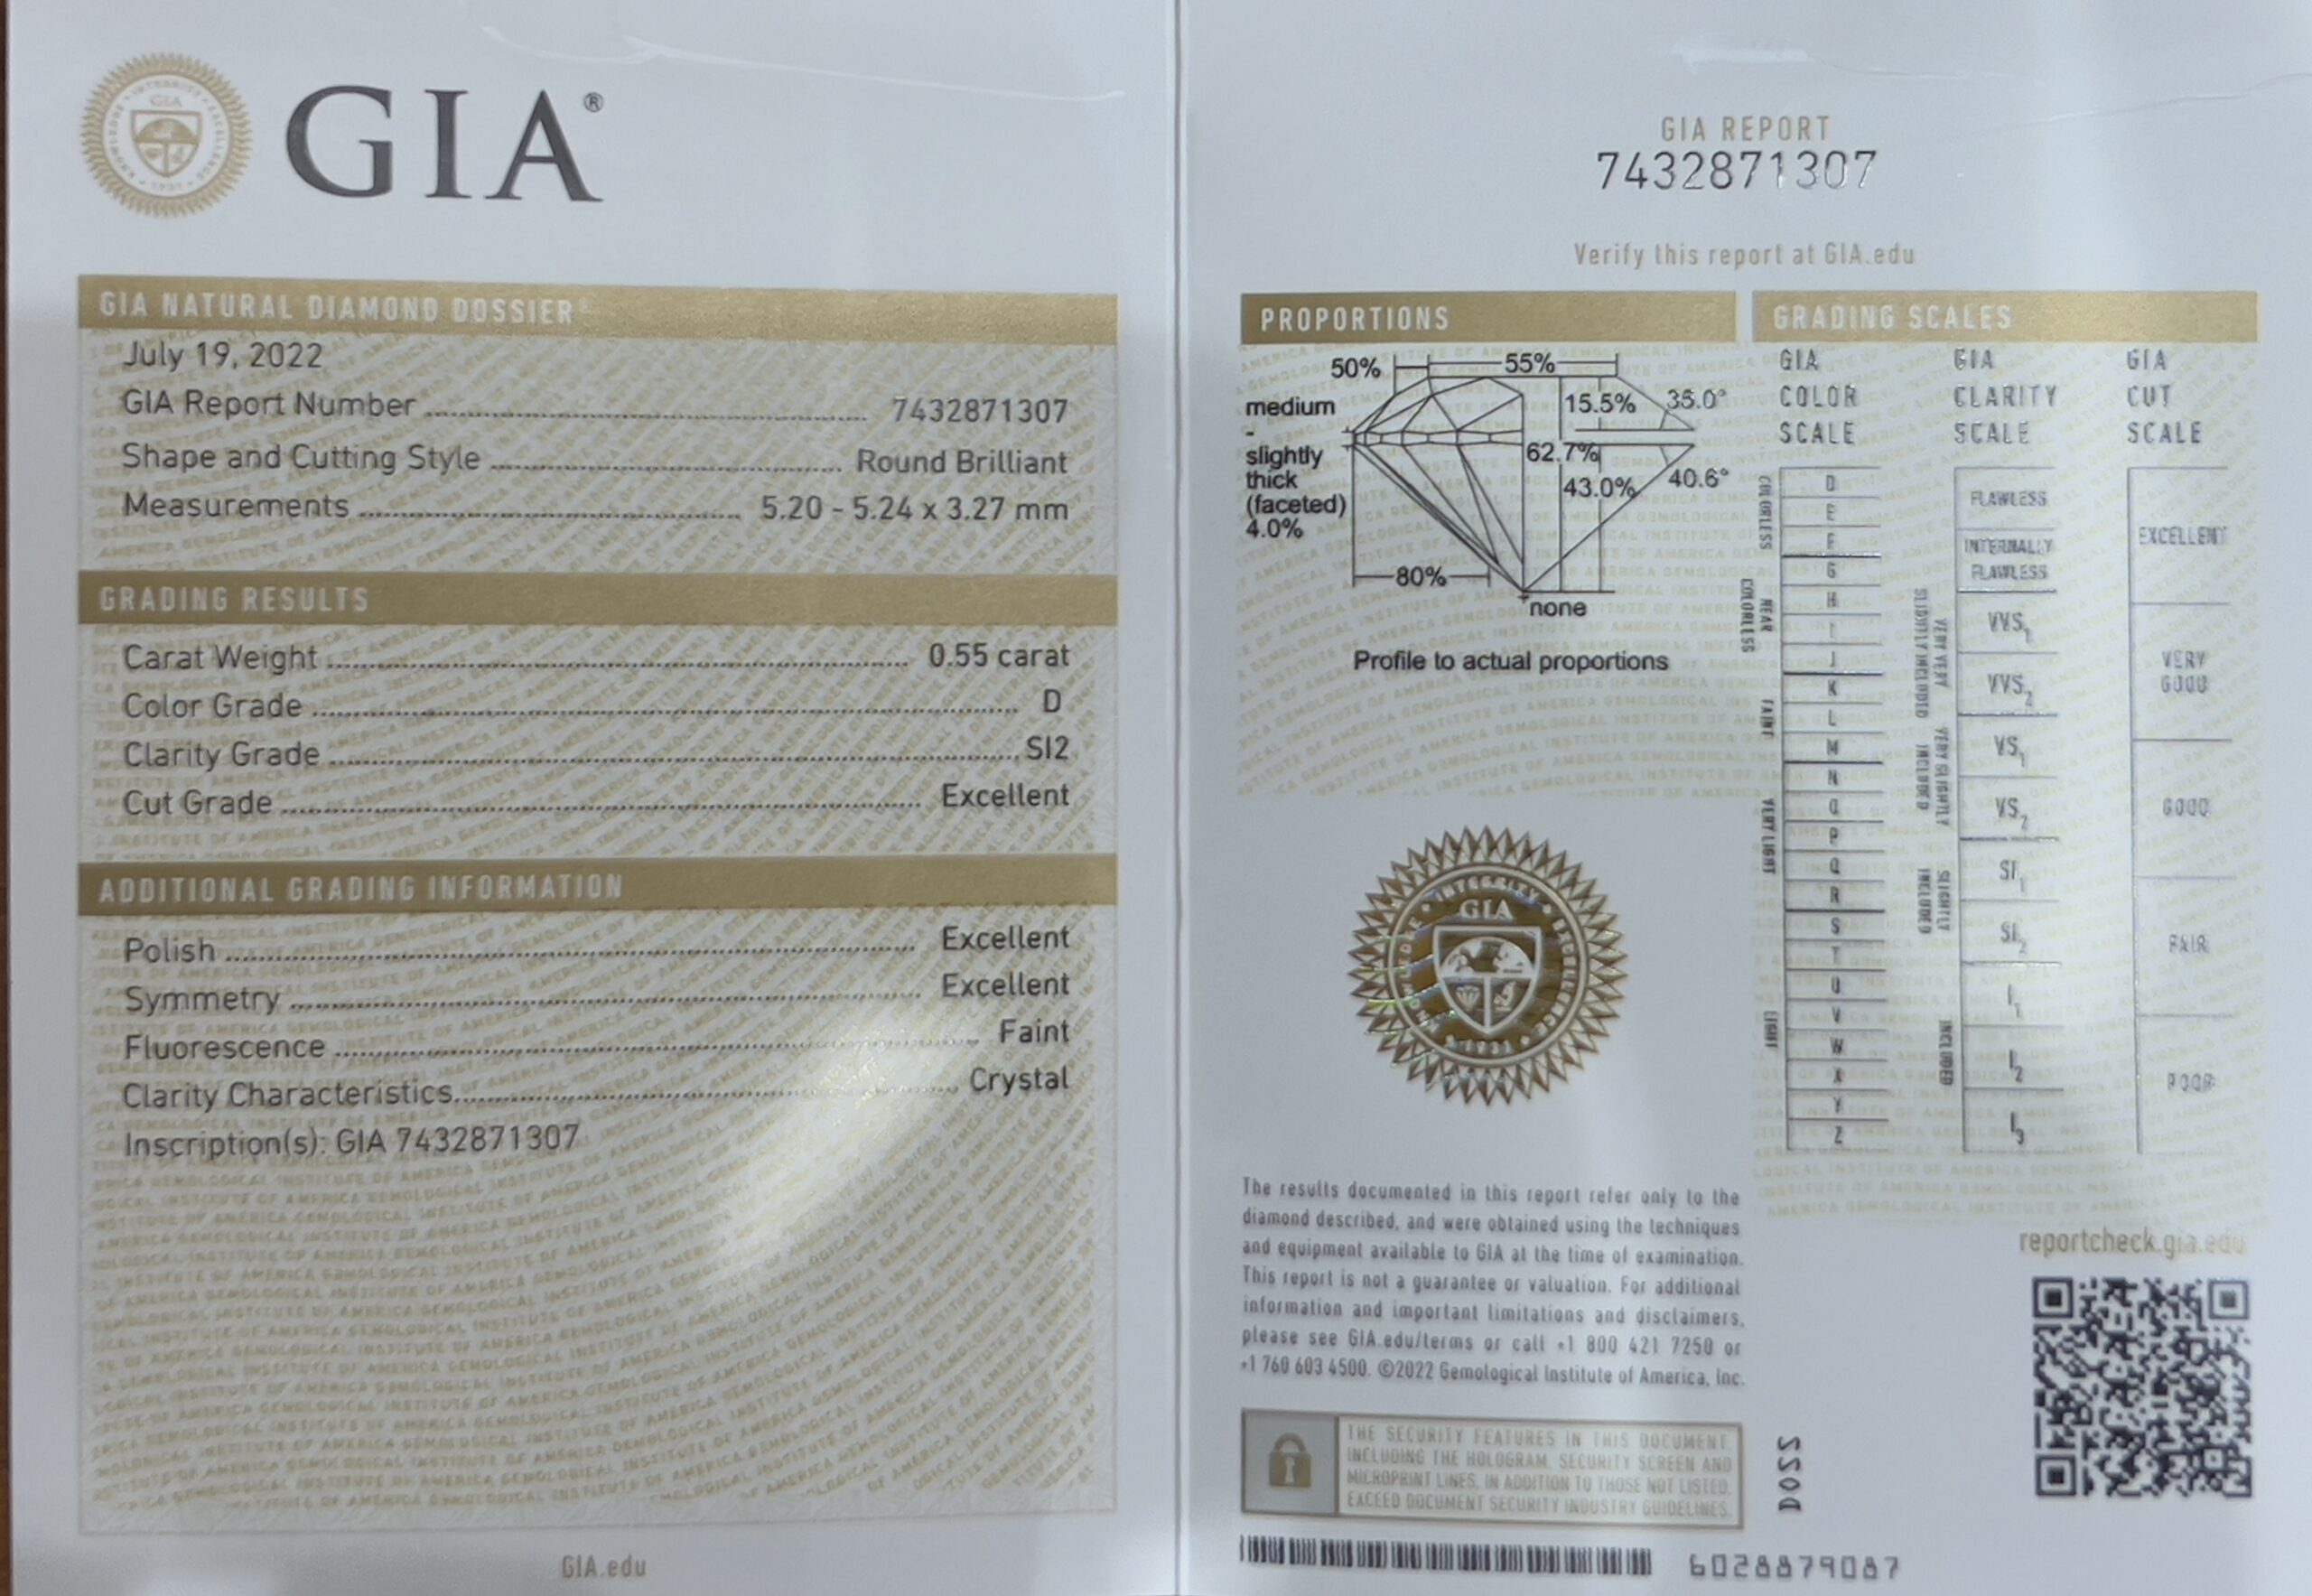 GIA®
GIA NATURAL DIAMOND DOSSIER®
July 19, 2022
GIA Report Number 7432871307
Shape and Cutting Style Round Brilliant
Measurements 5.20 - 5.24 x 3.27 mm
GRADING RESULTS
Carat Weight 0.55 carat
Color Grade D
Clarity Grade SI2
Cut Grade Excellent
ADDITIONAL GRADING INFORMATION
Polish Excellent
Symmetry Excellent
Fluorescence Faint
Clarity Characteristics Crystal
Inscription(s): GIA 7432871307
GIA.edu
GIA REPORT
7432871307
Verify this report at GIA.edu
PROPORTIONS
50%
55%
medium
-
slightly
thick
(faceted)
4.0%
15.5%
35.0°
62.7%
43.0%
40.6°
80%
none
Profile to actual proportions
GIA
The results documented in this report refer only to the
diamond described, and were obtained using the techniques
and equipment available to GIA at the time of examination.
This report is not a guarantee or valuation. For additional
information and important limitations and disclaimers,
please see GIA.edu/terms or call +1 800 421 7250 or
+1 760 603 4500. ©2022 Gemological Institute of America, Inc.
THE SECURITY FEATURES IN THIS DOCUMENT,
INCLUDING THE HOLOGRAM, SECURITY SCREEN AND
MICROPRINT LINES, IN ADDITION TO THOSE NOT LISTED,
EXCEED DOCUMENT SECURITY INDUSTRY GUIDELINES.
6028879087
GRADING SCALES
GIA
COLOR
SCALE
COLORLESS
D
E
F
NEAR
COLORLESS
G
H
I
J
FAINT
K
L
M
VERY LIGHT
N
O
P
Q
R
LIGHT
S
T
U
V
W
X
Y
Z
GIA
CLARITY
SCALE
FLAWLESS
INTERNALLY
FLAWLESS
VERY VERY
SLIGHTLY INCLUDED
VVS1
VVS2
VERY SLIGHTLY
INCLUDED
VS1
VS2
SLIGHTLY
INCLUDED
SI1
SI2
INCLUDED
I1
I2
I3
GIA
CUT
SCALE
EXCELLENT
VERY
GOOD
GOOD
FAIR
POOR
reportcheck.gia.edu